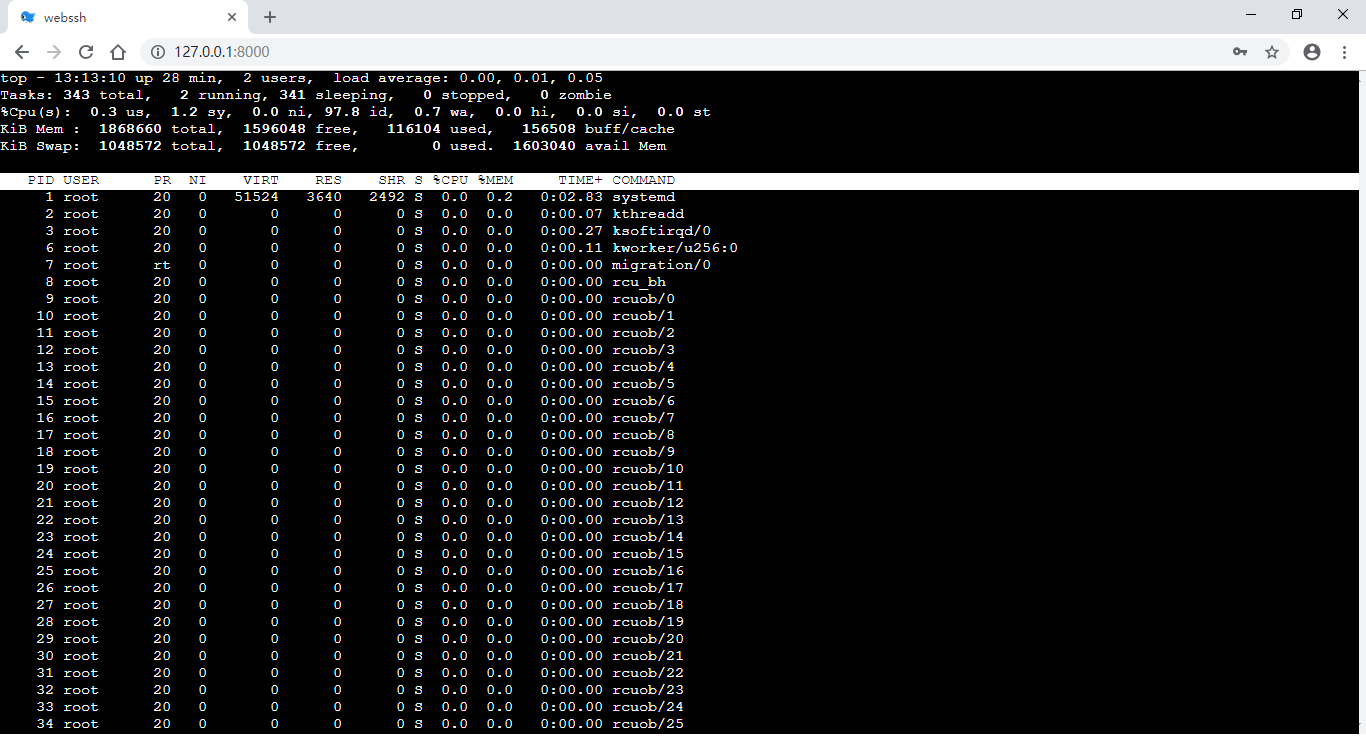 webssh
127.0.0.1:8000
top - 13:13:10 up 28 min,  2 users,  load average: 0.00, 0.01, 0.05
Tasks: 343 total,   2 running, 341 sleeping,   0 stopped,   0 zombie
%Cpu(s):  0.3 us,  1.2 sy,  0.0 ni, 97.8 id,  0.7 wa,  0.0 hi,  0.0 si,  0.0 st
KiB Mem :  1868660 total,  1596048 free,   116104 used,   156508 buff/cache
KiB Swap:  1048572 total,  1048572 free,        0 used.  1603040 avail Mem
PID USER      PR  NI    VIRT    RES    SHR S %CPU %MEM     TIME+ COMMAND
1 root      20   0   51524   3640   2492 S  0.0  0.2   0:02.83 systemd
2 root      20   0       0      0      0 S  0.0  0.0   0:00.07 kthreadd
3 root      20   0       0      0      0 S  0.0  0.0   0:00.27 ksoftirqd/0
6 root      20   0       0      0      0 S  0.0  0.0   0:00.11 kworker/u256:0
7 root      rt   0       0      0      0 S  0.0  0.0   0:00.00 migration/0
8 root      20   0       0      0      0 S  0.0  0.0   0:00.00 rcu_bh
9 root      20   0       0      0      0 S  0.0  0.0   0:00.00 rcuob/0
10 root      20   0       0      0      0 S  0.0  0.0   0:00.00 rcuob/1
11 root      20   0       0      0      0 S  0.0  0.0   0:00.00 rcuob/2
12 root      20   0       0      0      0 S  0.0  0.0   0:00.00 rcuob/3
13 root      20   0       0      0      0 S  0.0  0.0   0:00.00 rcuob/4
14 root      20   0       0      0      0 S  0.0  0.0   0:00.00 rcuob/5
15 root      20   0       0      0      0 S  0.0  0.0   0:00.00 rcuob/6
16 root      20   0       0      0      0 S  0.0  0.0   0:00.00 rcuob/7
17 root      20   0       0      0      0 S  0.0  0.0   0:00.00 rcuob/8
18 root      20   0       0      0      0 S  0.0  0.0   0:00.00 rcuob/9
19 root      20   0       0      0      0 S  0.0  0.0   0:00.00 rcuob/10
20 root      20   0       0      0      0 S  0.0  0.0   0:00.00 rcuob/11
21 root      20   0       0      0      0 S  0.0  0.0   0:00.00 rcuob/12
22 root      20   0       0      0      0 S  0.0  0.0   0:00.00 rcuob/13
23 root      20   0       0      0      0 S  0.0  0.0   0:00.00 rcuob/14
24 root      20   0       0      0      0 S  0.0  0.0   0:00.00 rcuob/15
25 root      20   0       0      0      0 S  0.0  0.0   0:00.00 rcuob/16
26 root      20   0       0      0      0 S  0.0  0.0   0:00.00 rcuob/17
27 root      20   0       0      0      0 S  0.0  0.0   0:00.00 rcuob/18
28 root      20   0       0      0      0 S  0.0  0.0   0:00.00 rcuob/19
29 root      20   0       0      0      0 S  0.0  0.0   0:00.00 rcuob/20
30 root      20   0       0      0      0 S  0.0  0.0   0:00.00 rcuob/21
31 root      20   0       0      0      0 S  0.0  0.0   0:00.00 rcuob/22
32 root      20   0       0      0      0 S  0.0  0.0   0:00.00 rcuob/23
33 root      20   0       0      0      0 S  0.0  0.0   0:00.00 rcuob/24
34 root      20   0       0      0      0 S  0.0  0.0   0:00.00 rcuob/25